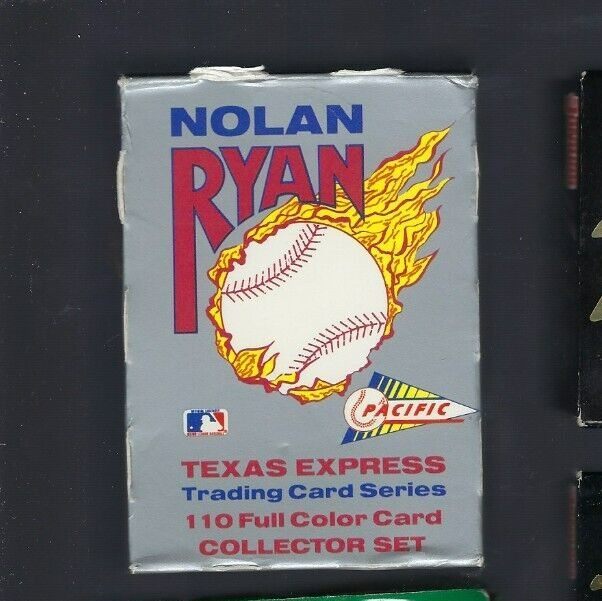 NOLAN
RYAN
PACIFIC
TEXAS EXPRESS
Trading Card Series
110 Full Color Card
COLLECTOR SET